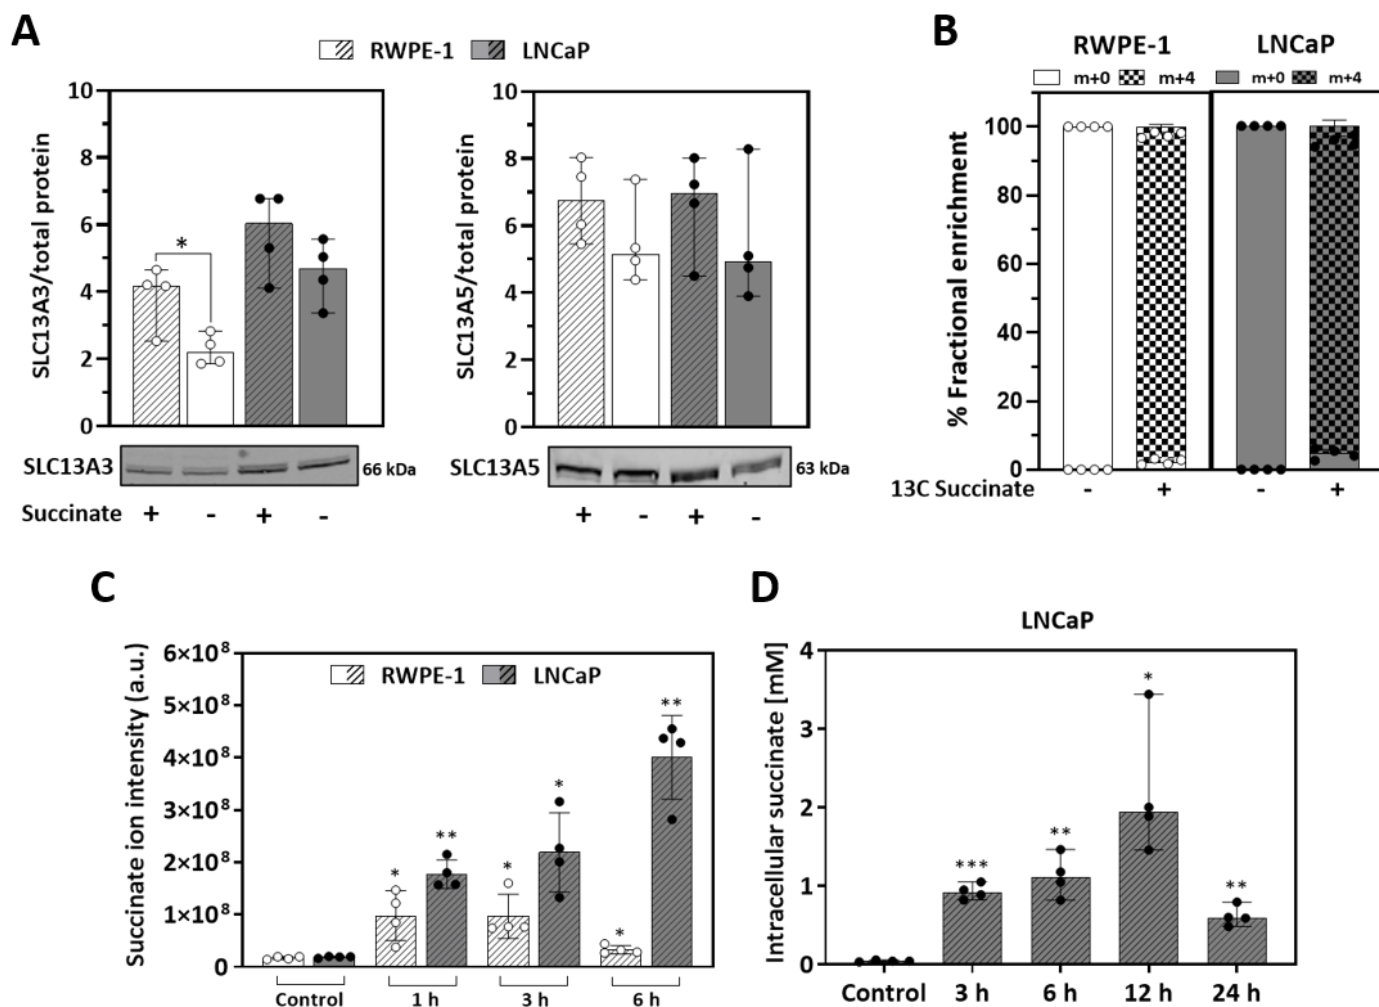 A
RWPE-1 LNCaP
SLC13A3/total protein
10
8
6
4
2
0
*
SLC13A3
66 kDa
Succinate + - + -
SLC13A5/total protein
10
8
6
4
2
0
SLC13A5
63 kDa
+ - + -
B
RWPE-1 LNCaP
m+0 m+4 m+0 m+4
% Fractional enrichment
100
80
60
40
20
0
13C Succinate - + - +
C
RWPE-1 LNCaP
Succinate ion intensity (a.u.)
6×10⁸
5×10⁸
4×10⁸
3×10⁸
2×10⁸
1×10⁸
0
* ** * * * **
Control 1 h 3 h 6 h
D
LNCaP
Intracellular succinate [mM]
4
3
2
1
0
*** ** * **
Control 3 h 6 h 12 h 24 h